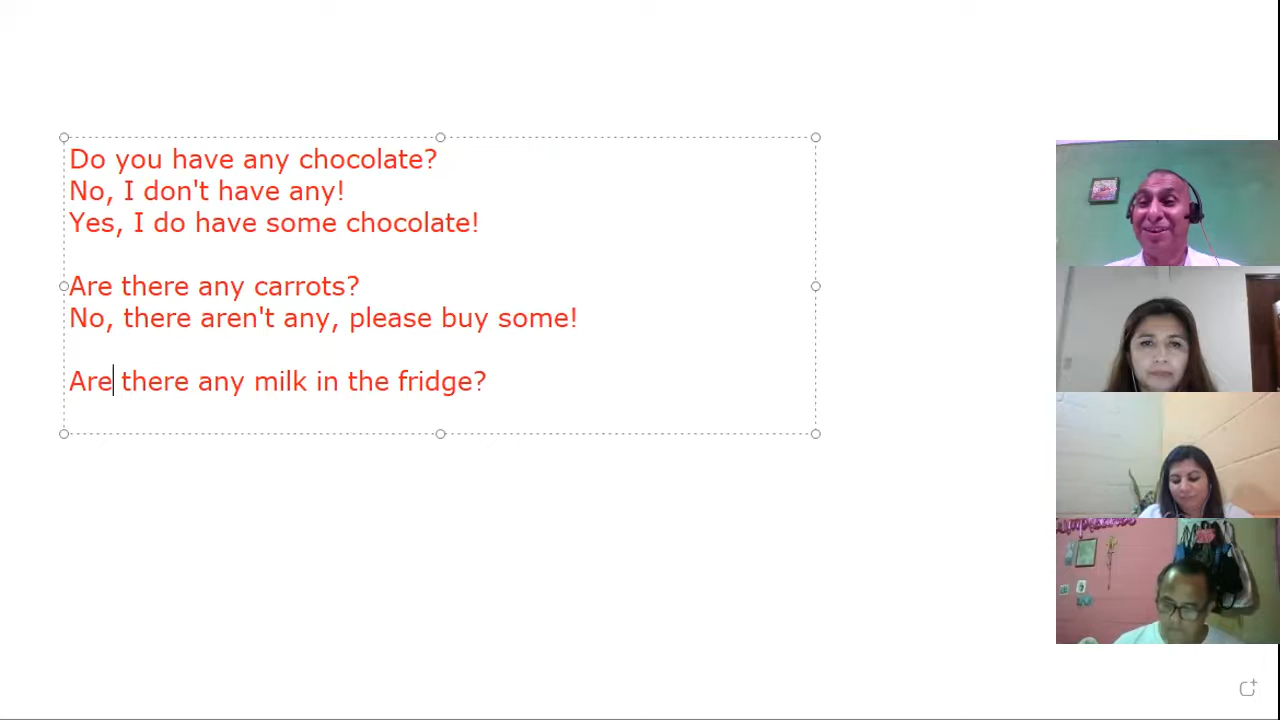 Do you have any chocolate?
No, I don't have any!
Yes, I do have some chocolate!
Are there any carrots?
No, there aren't any, please buy some!
Are there any milk in the fridge?